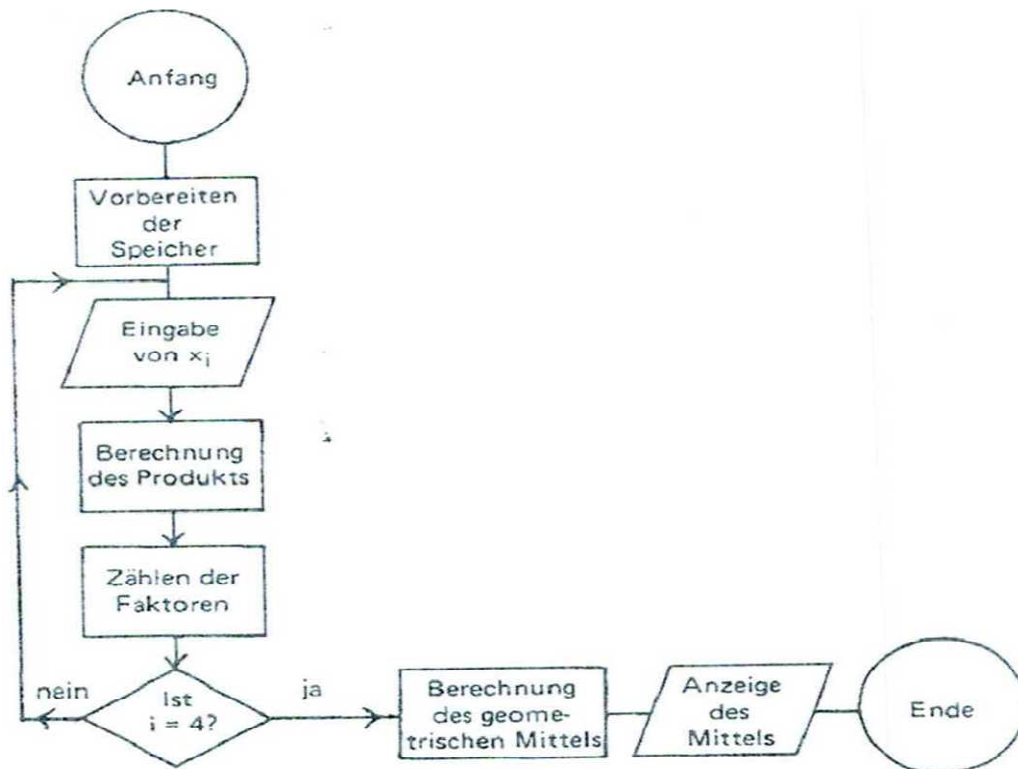 Anfang
Vorbereiten
der
Speicher
Eingabe
von xi
Berechnung
des Produkts
Zählen der
Faktoren
nein
Ist
i = 4?
ja
Berechnung
des geome-
trischen Mittels
Anzeige
des
Mittels
Ende